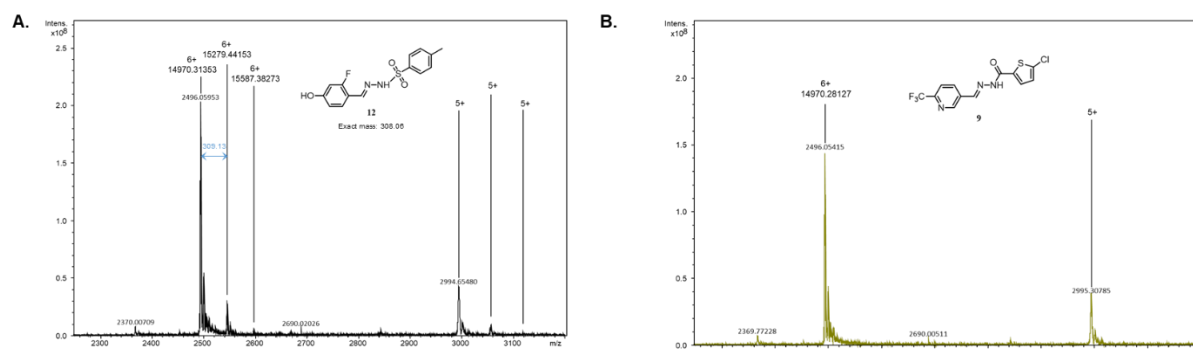 A.
Intens.
x10⁸
2.5
2.0
1.5
1.0
0.5
0.0
6+
14970.31353
2496.05953
6+
15279.44153
6+
15587.38273
309.13
HO
F
N
NH
S
O
O
12
Exact mass: 308.06
5+
5+
5+
2994.65480
2370.00709
2690.02026
2300
2400
2500
2600
2700
2800
2900
3000
3100
m/z
B.
Intens.
x10⁸
2.0
1.5
1.0
0.5
0.0
6+
14970.28127
2496.05415
F₃C
N
N
NH
O
S
Cl
9
5+
2995.30785
2369.77228
2690.00511